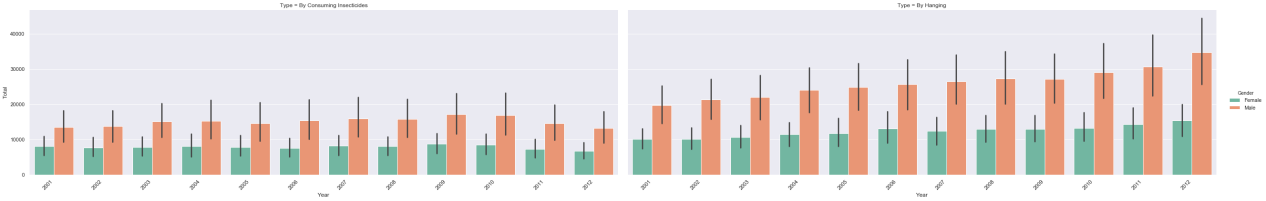 Type = By Consuming Insecticides
Type = By Hanging
Total
40000
30000
20000
10000
0
2001 2002 2003 2004 2005 2006 2007 2008 2009 2010 2011 2012
2001 2002 2003 2004 2005 2006 2007 2008 2009 2010 2011 2012
Year
Year
Gender
Female
Male